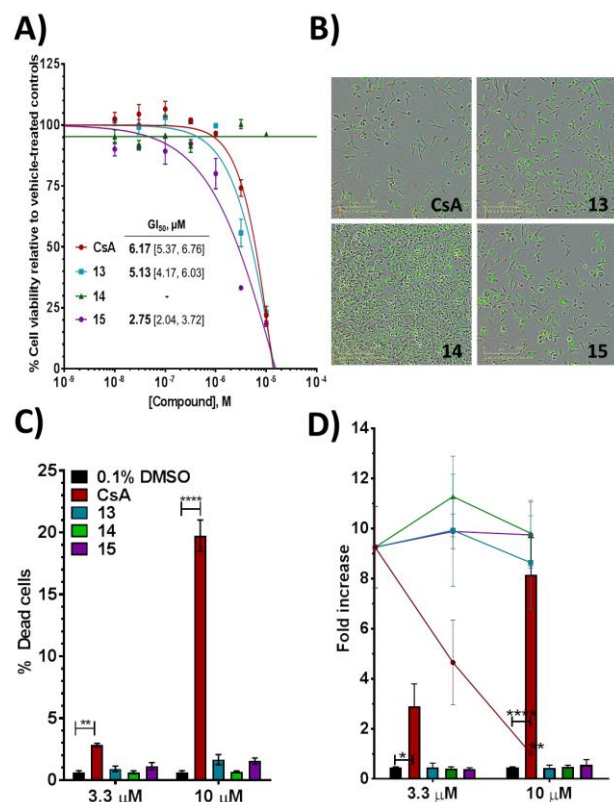 A)
% Cell viability relative to vehicle-treated controls
125
100
75
50
25
0
GI₅₀, µM
CsA 6.17 [5.37, 6.76]
13 5.13 [4.17, 6.03]
14 -
15 2.75 [2.04, 3.72]
10⁻⁹ 10⁻⁸ 10⁻⁷ 10⁻⁶ 10⁻⁵ 10⁻⁴
[Compound], M
B)
CsA
13
14
15
C)
% Dead cells
25
20
15
10
5
0
0.1% DMSO
CsA
13
14
15
**
****
3.3 µM 10 µM
D)
Fold increase
14
12
10
8
6
4
2
0
*
****
**
3.3 µM 10 µM